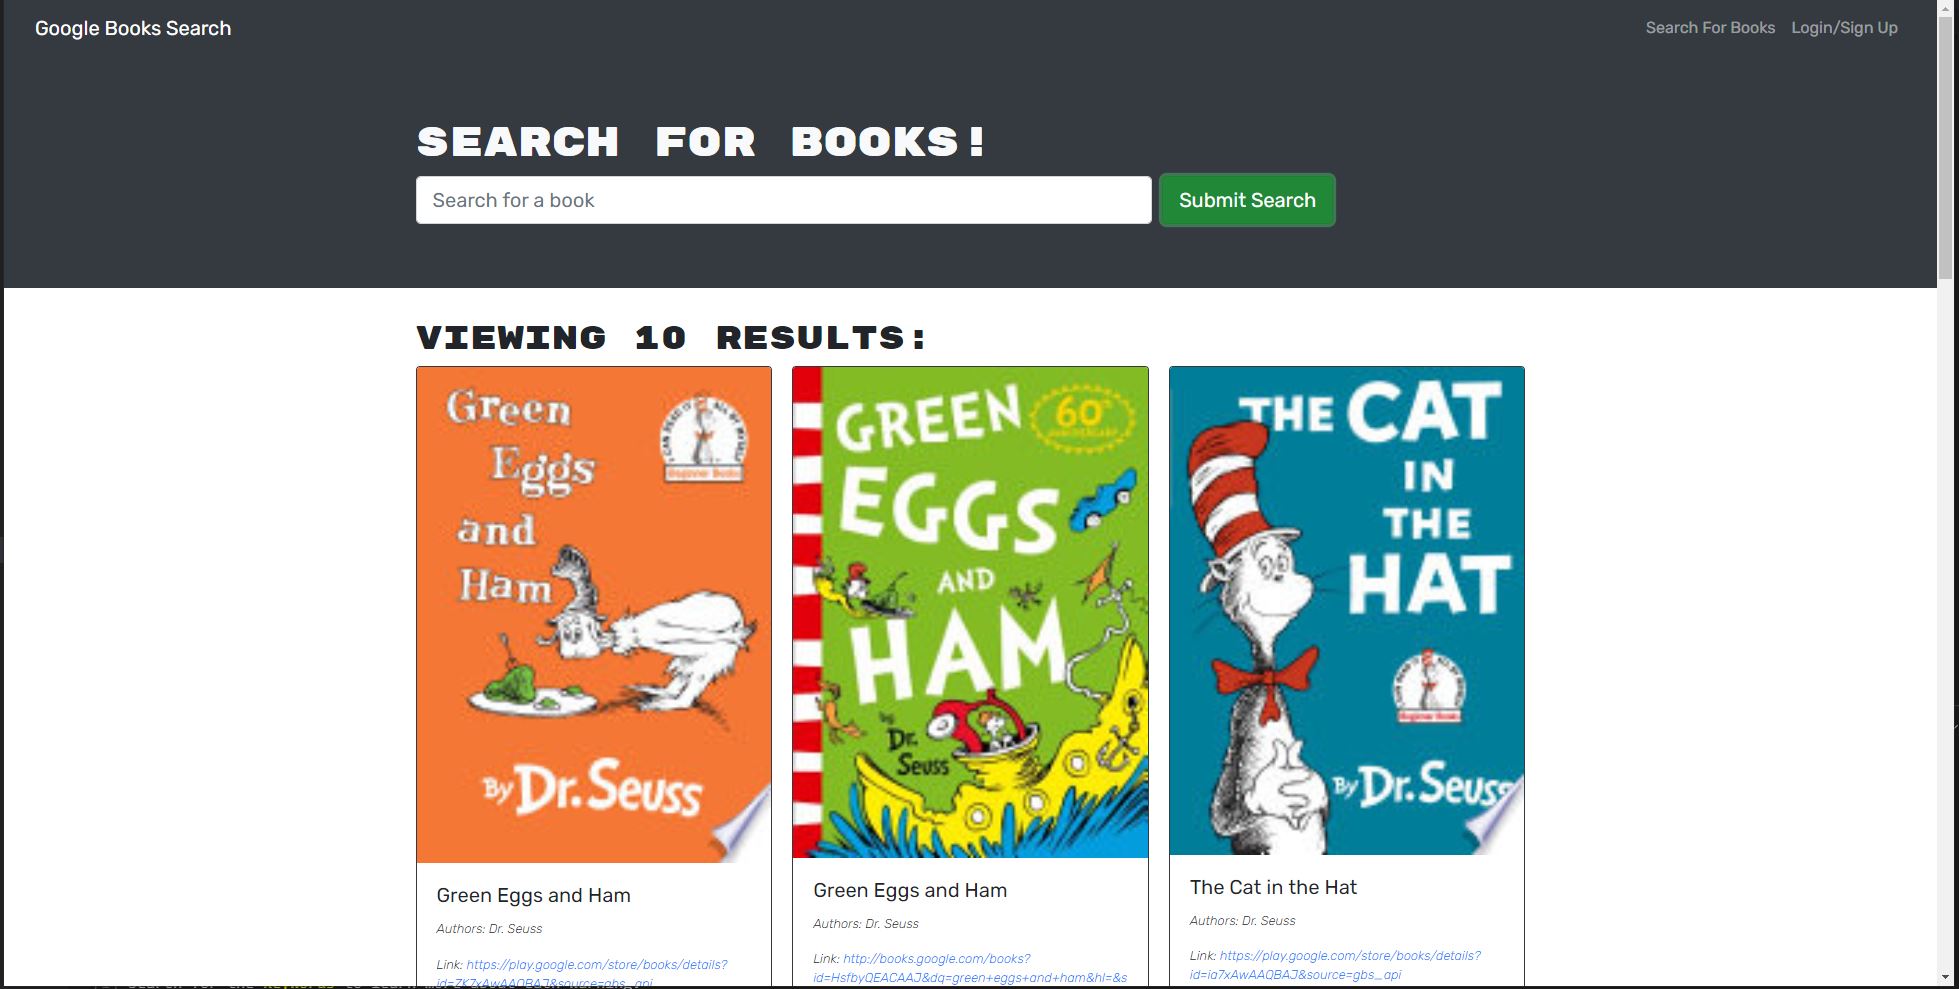 Google Books Search
Search For Books
Login/Sign Up
SEARCH FOR BOOKS!
Search for a book
Submit Search
VIEWING 10 RESULTS:
Green
Eggs
and
Ham
Beginner Books
By Dr. Seuss
GREEN
60
EGGS
AND
HAM
by
Dr.
Seuss
THE CAT
IN
THE
HAT
Beginner Books
By Dr. Seuss
Green Eggs and Ham
Authors: Dr. Seuss
Link: https://play.google.com/store/books/details?
id=ZK7xAwAAQBAJ&source=gbs_api
Green Eggs and Ham
Authors: Dr. Seuss
Link: http://books.google.com/books?
id=HsfbyQEACAAJ&dq=green+eggs+and+ham&hl=&s
The Cat in the Hat
Authors: Dr. Seuss
Link: https://play.google.com/store/books/details?
id=ia7xAwAAQBAJ&source=gbs_api